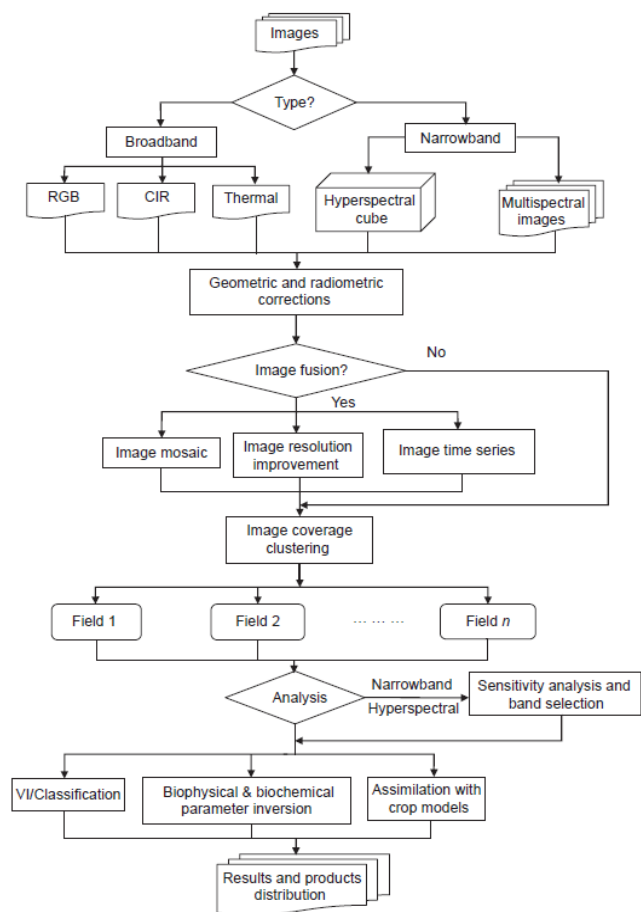 Images
Type?
Broadband
Narrowband
RGB
CIR
Thermal
Hyperspectral
cube
Multispectral
images
Geometric and radiometric
corrections
Image fusion?
No
Yes
Image mosaic
Image resolution
improvement
Image time series
Image coverage
clustering
Field 1
Field 2
... ... ...
Field n
Analysis
Narrowband
Hyperspectral
Sensitivity analysis and
band selection
VI/Classification
Biophysical & biochemical
parameter inversion
Assimilation with
crop models
Results and products
distribution